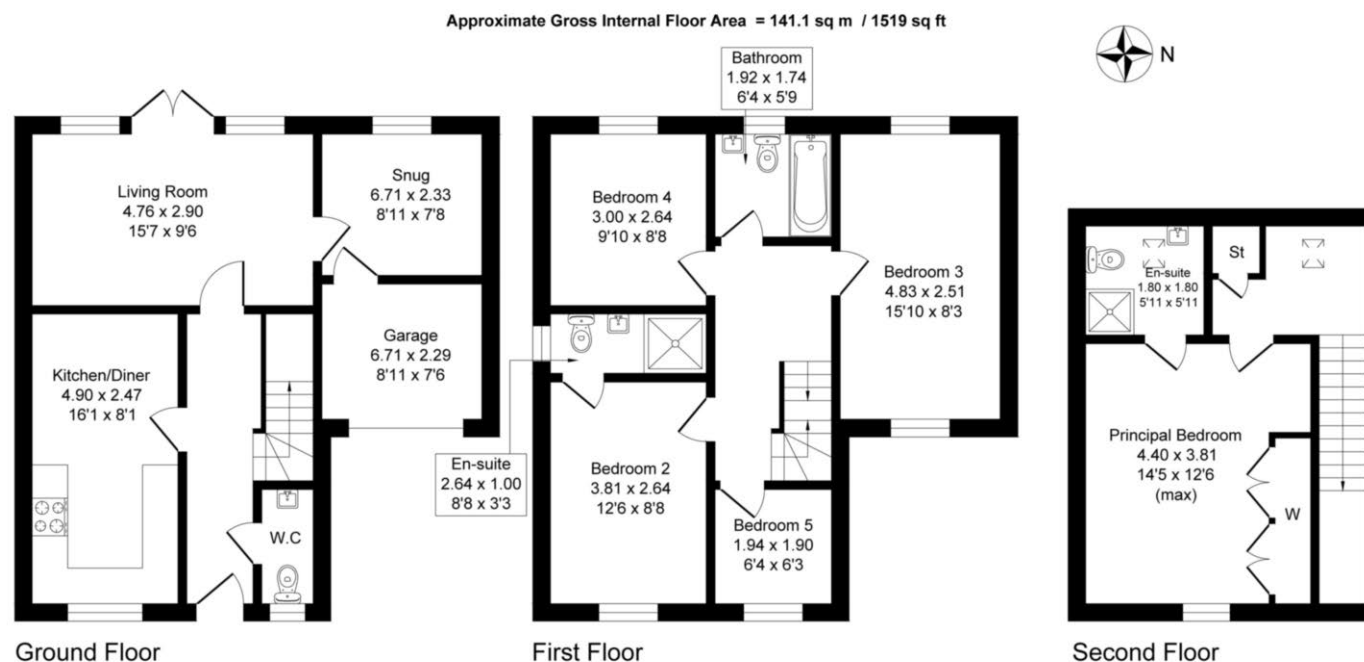 Approximate Gross Internal Floor Area = 141.1 sq m / 1519 sq ft
N
Living Room
4.76 x 2.90
15'7 x 9'6
Snug
6.71 x 2.33
8'11 x 7'8
Kitchen/Diner
4.90 x 2.47
16'1 x 8'1
Garage
6.71 x 2.29
8'11 x 7'6
W.C
Ground Floor
Bathroom
1.92 x 1.74
6'4 x 5'9
Bedroom 4
3.00 x 2.64
9'10 x 8'8
Bedroom 3
4.83 x 2.51
15'10 x 8'3
En-suite
2.64 x 1.00
8'8 x 3'3
Bedroom 2
3.81 x 2.64
12'6 x 8'8
Bedroom 5
1.94 x 1.90
6'4 x 6'3
First Floor
En-suite
1.80 x 1.80
5'11 x 5'11
St
Principal Bedroom
4.40 x 3.81
14'5 x 12'6
(max)
W
Second Floor